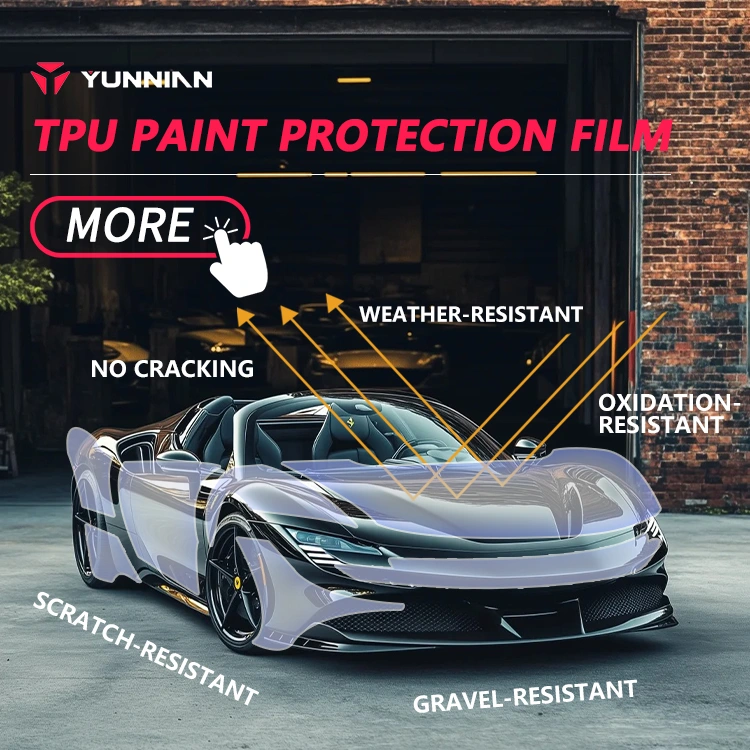 YUNNIAN
TPU PAINT PROTECTION FILM
MORE
WEATHER-RESISTANT
NO CRACKING
OXIDATION-
RESISTANT
SCRATCH-RESISTANT
GRAVEL-RESISTANT